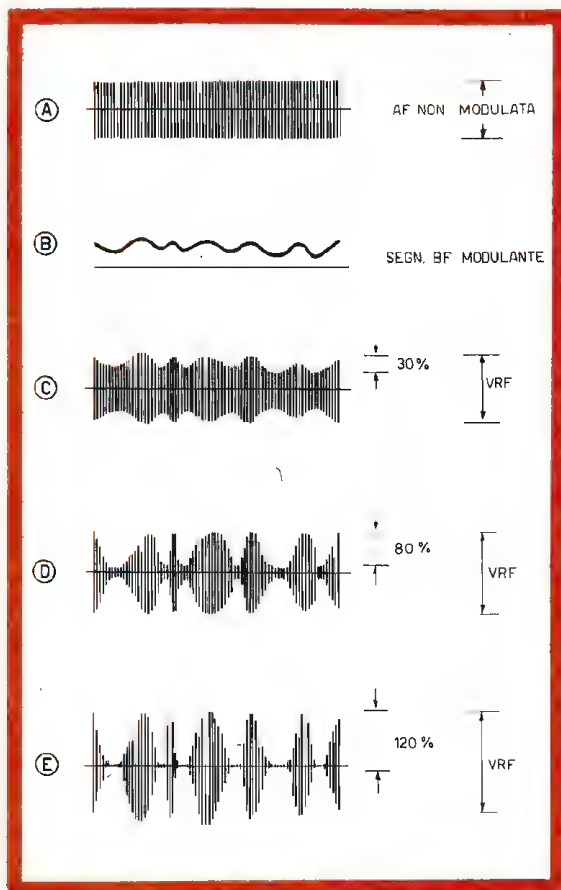 A
AF NON MODULATA
B
SEGN. BF MODULANTE
C
30%
VRF
D
80%
VRF
E
120%
VRF